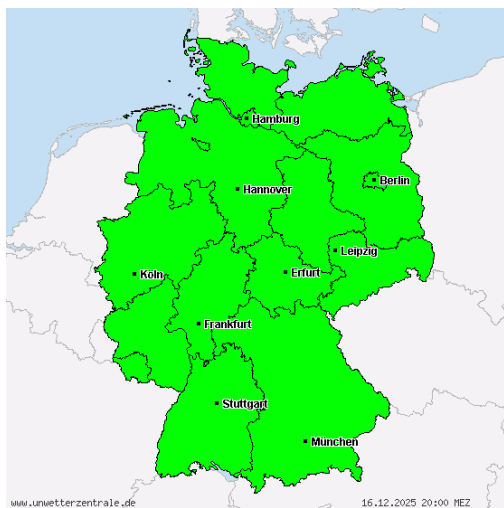 Hamburg
Berlin
Hannover
Leipzig
Erfurt
Köln
Frankfurt
Stuttgart
München
www.unwetterzentrale.de
16.12.2025 20:00 MEZ